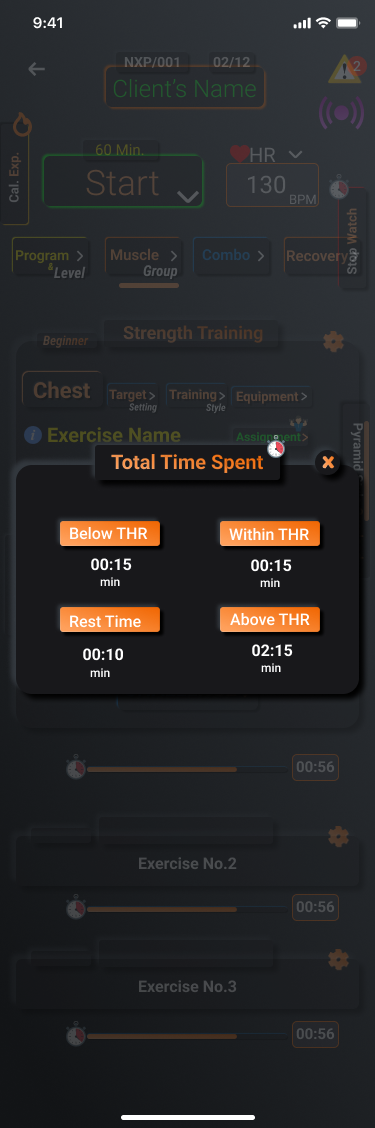 9:41
NXP/001 02/12
Client's Name
2
60 Min.
Start
HR
130
BPM
Cal. Exp.
Stop Watch
Program
& Level
Muscle
Group
Combo
Recovery
Beginner
Strength Training
Chest
Target
Setting
Training
Style
Equipment
i Exercise Name
Assignment
Pyramid
Total Time Spent
X
Below THR
Within THR
00:15
min
00:15
min
Rest Time
Above THR
00:10
min
02:15
min
00:56
Exercise No.2
00:56
Exercise No.3
00:56